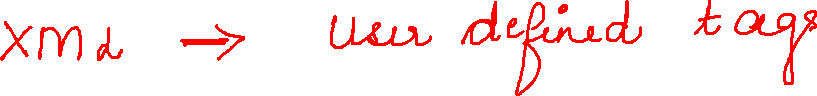 XML → User defined tags